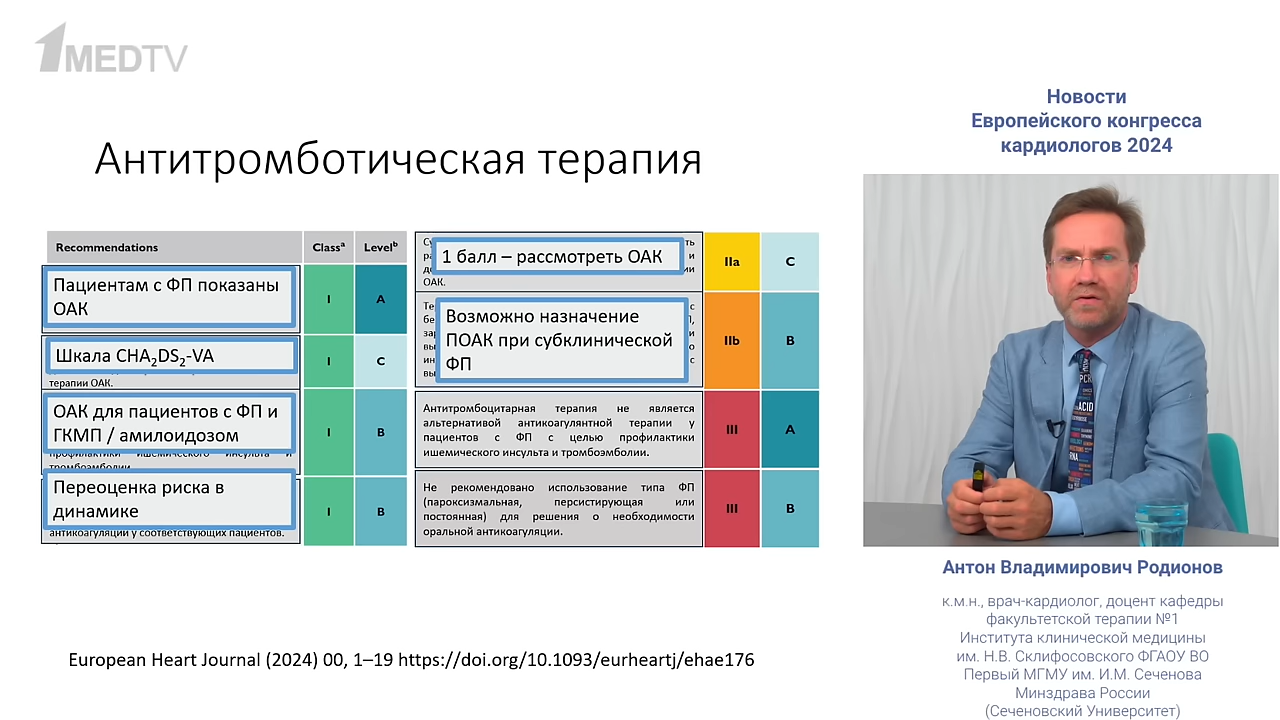 1MEDTV
Антитромботическая терапия
Recommendations Classᵃ Levelᵇ
Пациентам с ФП показаны
ОАК
I A
Шкала CHA₂DS₂-VA
терапии ОАК.
I C
ОАК для пациентов с ФП и
ГКМП / амилоидозом
профилактики ишемического инсульта и
тромбоэмболии.
I B
Переоценка риска в
динамике
антикоагуляции у соответствующих пациентов.
I B
1 балл – рассмотреть ОАК
ОАК.
IIa C
Возможно назначение
ПОАК при субклинической
ФП
IIb B
Антитромбоцитарная терапия не является
альтернативой антикоагулянтной терапии у
пациентов с ФП с целью профилактики
ишемического инсульта и тромбоэмболии.
III A
Не рекомендовано использование типа ФП
(пароксизмальная, персистирующая или
постоянная) для решения о необходимости
оральной антикоагуляции.
III B
European Heart Journal (2024) 00, 1–19 https://doi.org/10.1093/eurheartj/ehae176
Новости
Европейского конгресса
кардиологов 2024
PCR
ACID
Антон Владимирович Родионов
к.м.н., врач-кардиолог, доцент кафедры
факультетской терапии №1
Института клинической медицины
им. Н.В. Склифосовского ФГАОУ ВО
Первый МГМУ им. И.М. Сеченова
Минздрава России
(Сеченовский Университет)